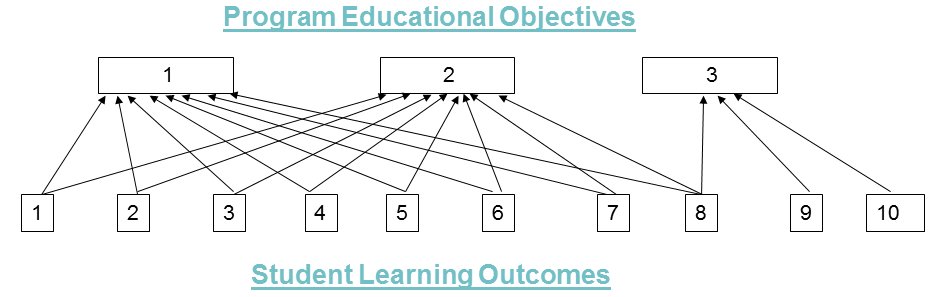 Program Educational Objectives
1 2 3
1 2 3 4 5 6 7 8 9 10
Student Learning Outcomes